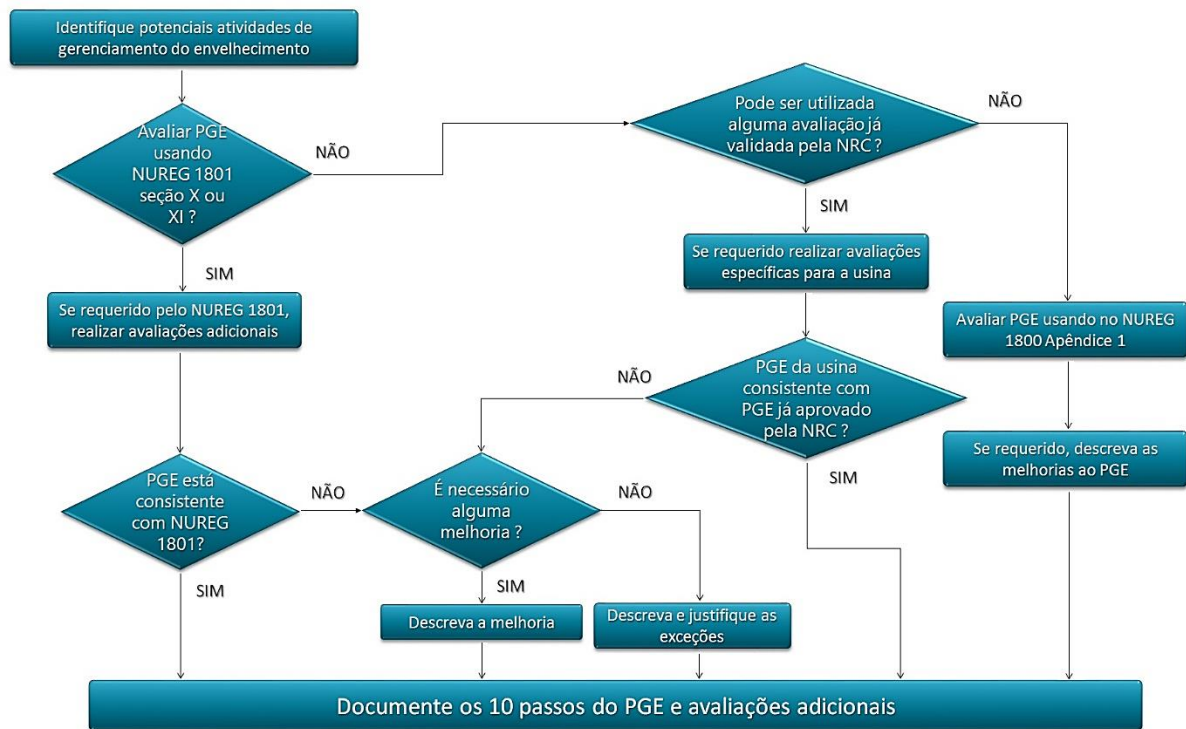 Identifique potenciais atividades de
gerenciamento do envelhecimento
Avaliar PGE
usando
NUREG 1801
seção X ou
XI ?
NÃO
SIM
Pode ser utilizada
alguma avaliação já
validada pela NRC ?
NÃO
SIM
Se requerido pelo NUREG 1801,
realizar avaliações adicionais
Se requerido realizar avaliações
específicas para a usina
Avaliar PGE usando no NUREG
1800 Apêndice 1
PGE da usina
consistente com
PGE já aprovado
pela NRC ?
NÃO
SIM
Se requerido, descreva as
melhorias ao PGE
PGE está
consistente
com NUREG
1801?
NÃO
SIM
É necessário
alguma
melhoria ?
NÃO
SIM
Descreva a melhoria
Descreva e justifique as
exceções
Documente os 10 passos do PGE e avaliações adicionais